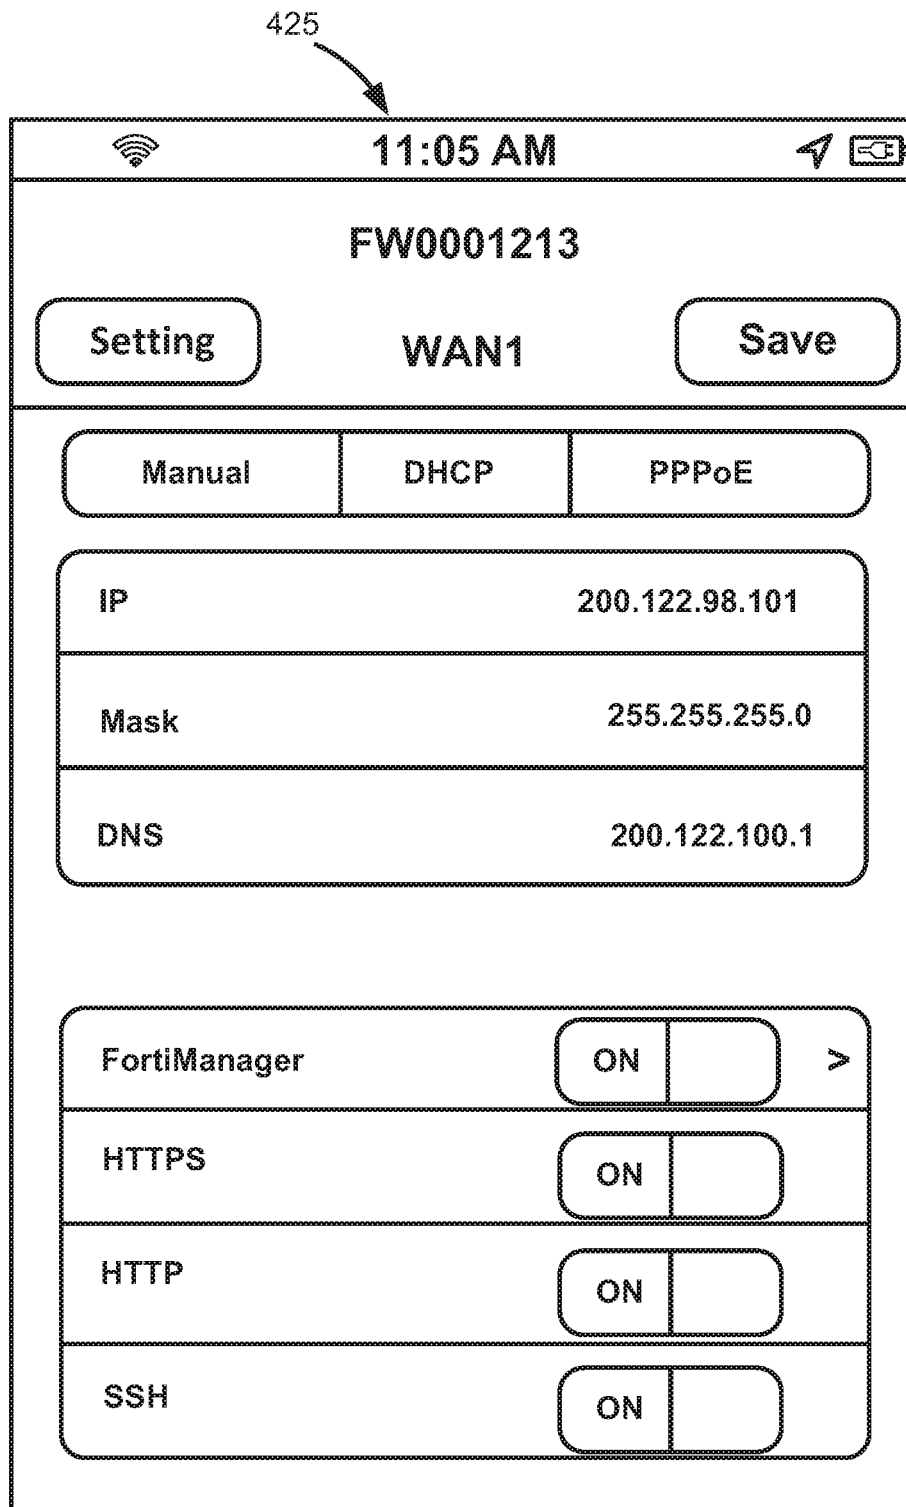 425
11:05 AM
FW0001213
Setting WAN1 Save
Manual DHCP PPPoE
IP 200.122.98.101
Mask 255.255.255.0
DNS 200.122.100.1
FortiManager ON >
HTTPS ON
HTTP ON
SSH ON